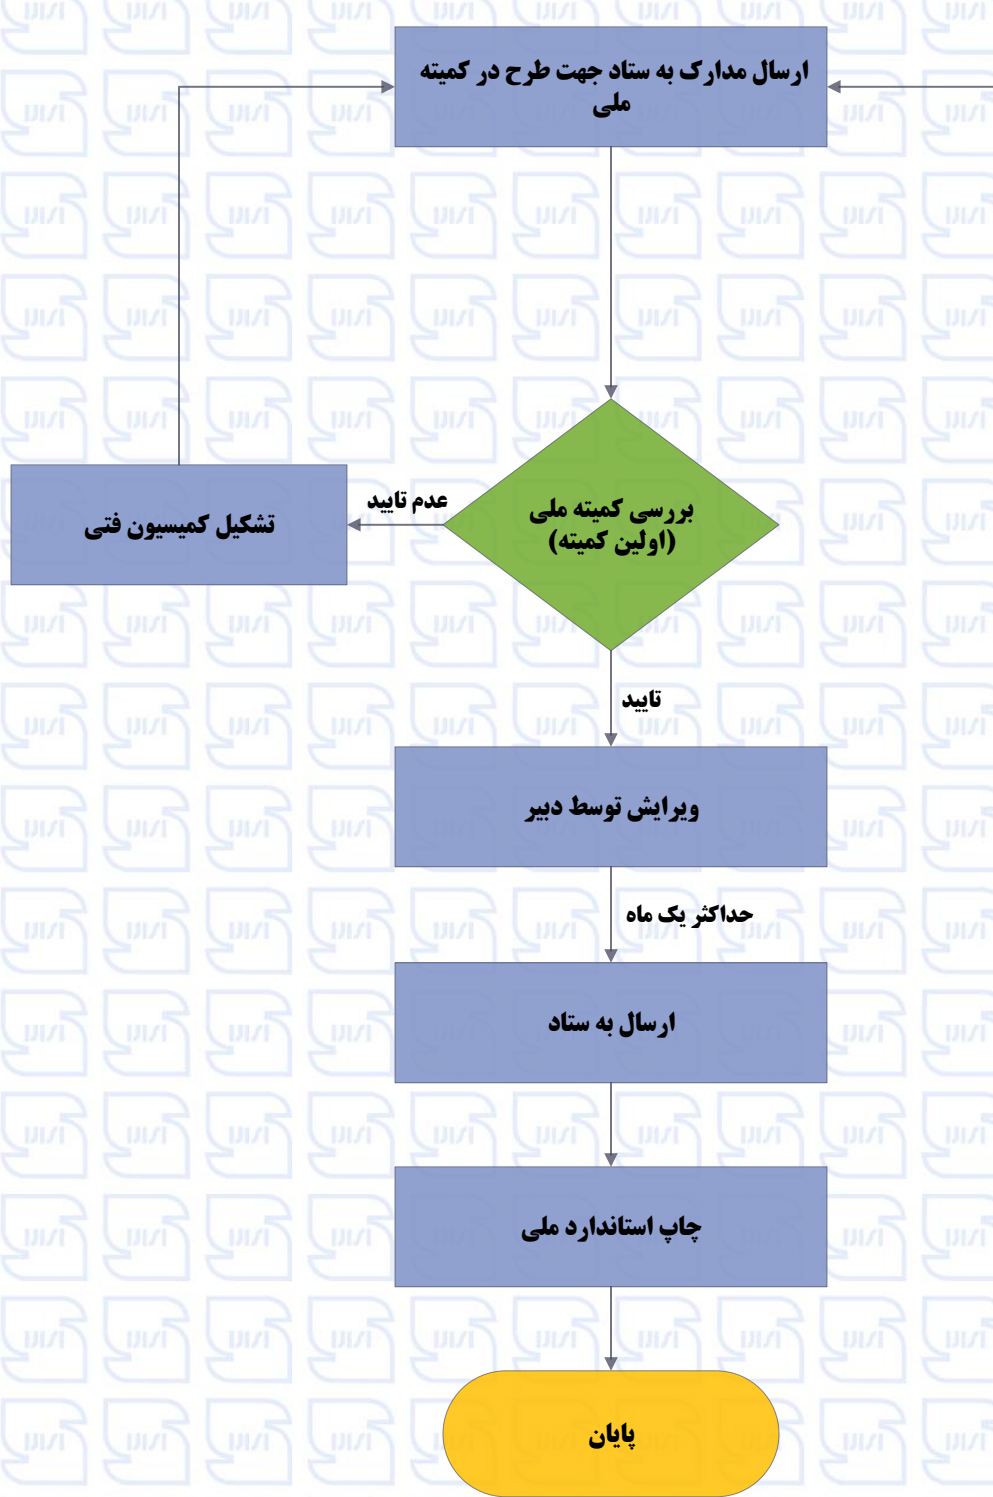 ارسال مدارک به ستاد جهت طرح در کمیته
ملی
بررسی کمیته ملی
(اولین کمیته)
عدم تایید
تشکیل کمیسیون فتی
تایید
ویرایش توسط دبیر
حداکثر یک ماه
ارسال به ستاد
چاپ استاندارد ملی
پایان